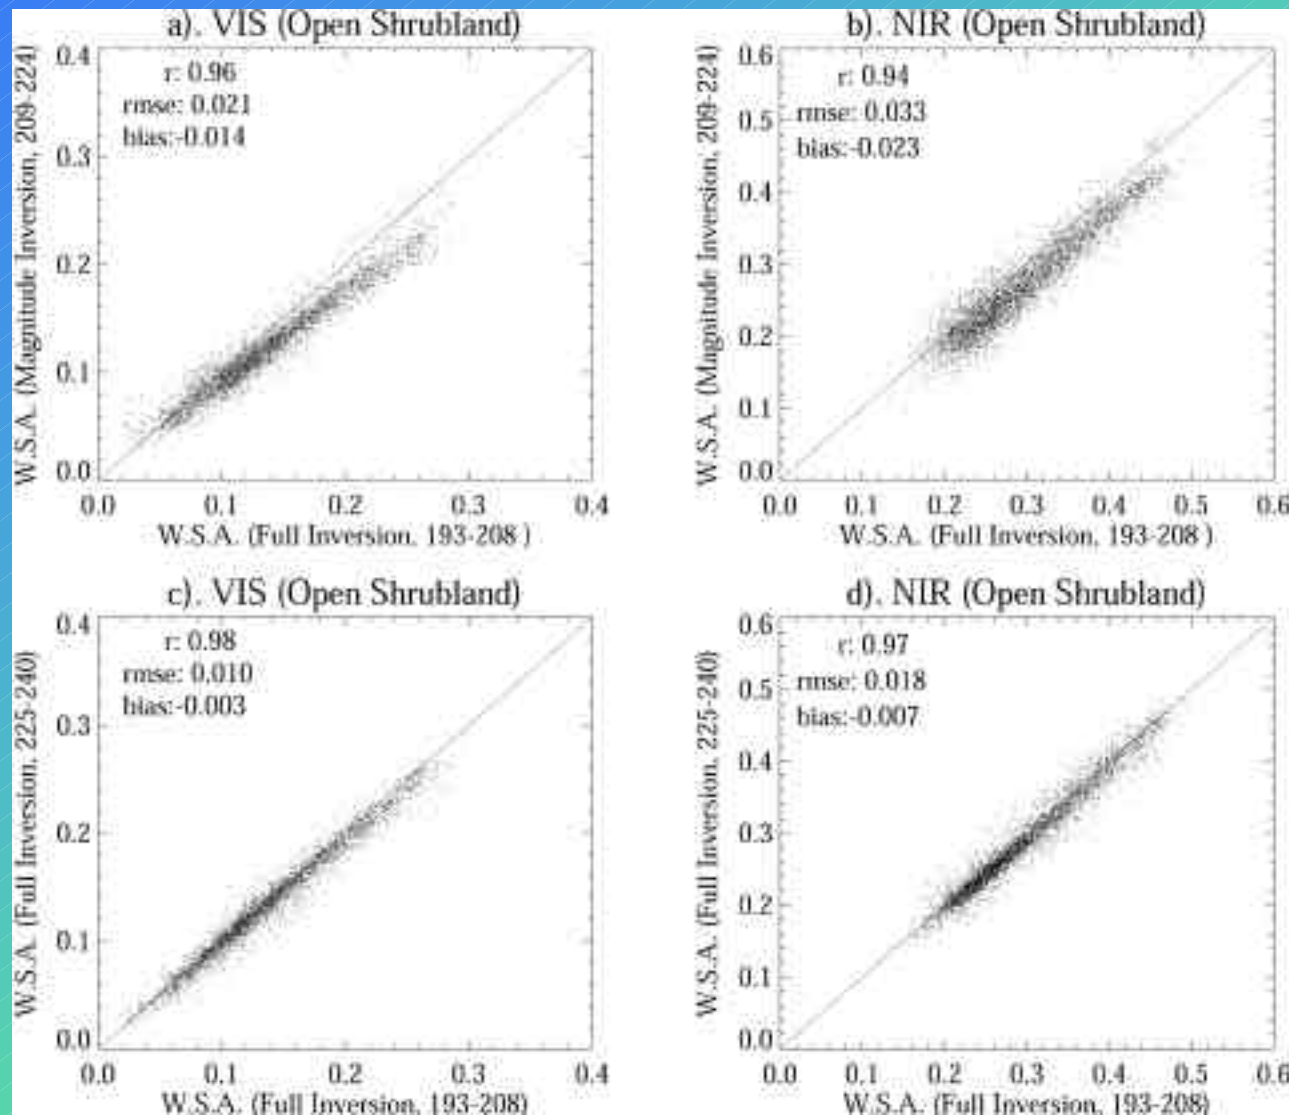 a). VIS (Open Shrubland)
r: 0.96
rmse: 0.021
bias:-0.014
W.S.A. (Magnitude Inversion, 209-224)
0.4
0.3
0.2
0.1
0.0
0.0 0.1 0.2 0.3 0.4
W.S.A. (Full Inversion, 193-208 )
b). NIR (Open Shrubland)
r: 0.94
rmse: 0.033
bias:-0.023
W.S.A. (Magnitude Inversion, 209-224)
0.6
0.5
0.4
0.3
0.2
0.1
0.0
0.0 0.1 0.2 0.3 0.4 0.5 0.6
W.S.A. (Full Inversion, 193-208 )
c). VIS (Open Shrubland)
r: 0.98
rmse: 0.010
bias:-0.003
W.S.A. (Full Inversion, 225-240)
0.4
0.3
0.2
0.1
0.0
0.0 0.1 0.2 0.3 0.4
W.S.A. (Full Inversion, 193-208)
d). NIR (Open Shrubland)
r: 0.97
rmse: 0.018
bias:-0.007
W.S.A. (Full Inversion, 225-240)
0.6
0.5
0.4
0.3
0.2
0.1
0.0
0.0 0.1 0.2 0.3 0.4 0.5 0.6
W.S.A. (Full Inversion, 193-208)